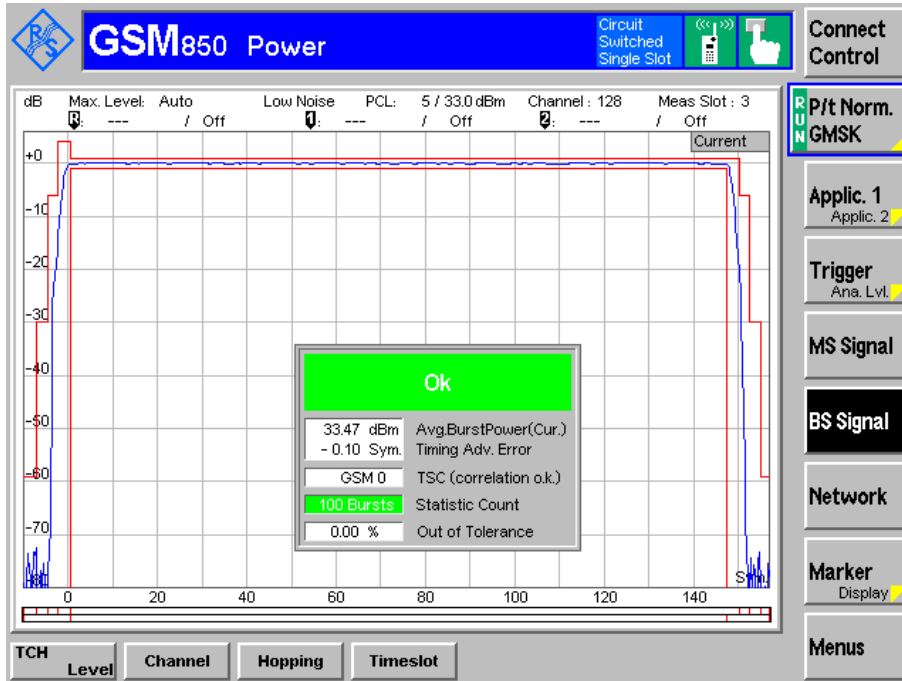 R&S
GSM850 Power
Circuit
Switched
Single Slot
Connect
Control
dB Max. Level: Auto Low Noise PCL: 5 / 33.0 dBm Channel : 128 Meas Slot : 3
R: --- / Off 1: --- / Off 2: --- / Off
RUN
P/t Norm.
GMSK
Current
+0
-10
-20
-30
-40
-50
-60
-70
-80
Sym.
0 20 40 60 80 100 120 140
Ok
33.47 dBm Avg.BurstPower(Cur.)
- 0.10 Sym. Timing Adv. Error
GSM 0 TSC (correlation o.k.)
100 Bursts Statistic Count
0.00 % Out of Tolerance
Applic. 1
Applic. 2
Trigger
Ana. Lvl.
MS Signal
BS Signal
Network
Marker
Display
Menus
TCH
Level
Channel
Hopping
Timeslot